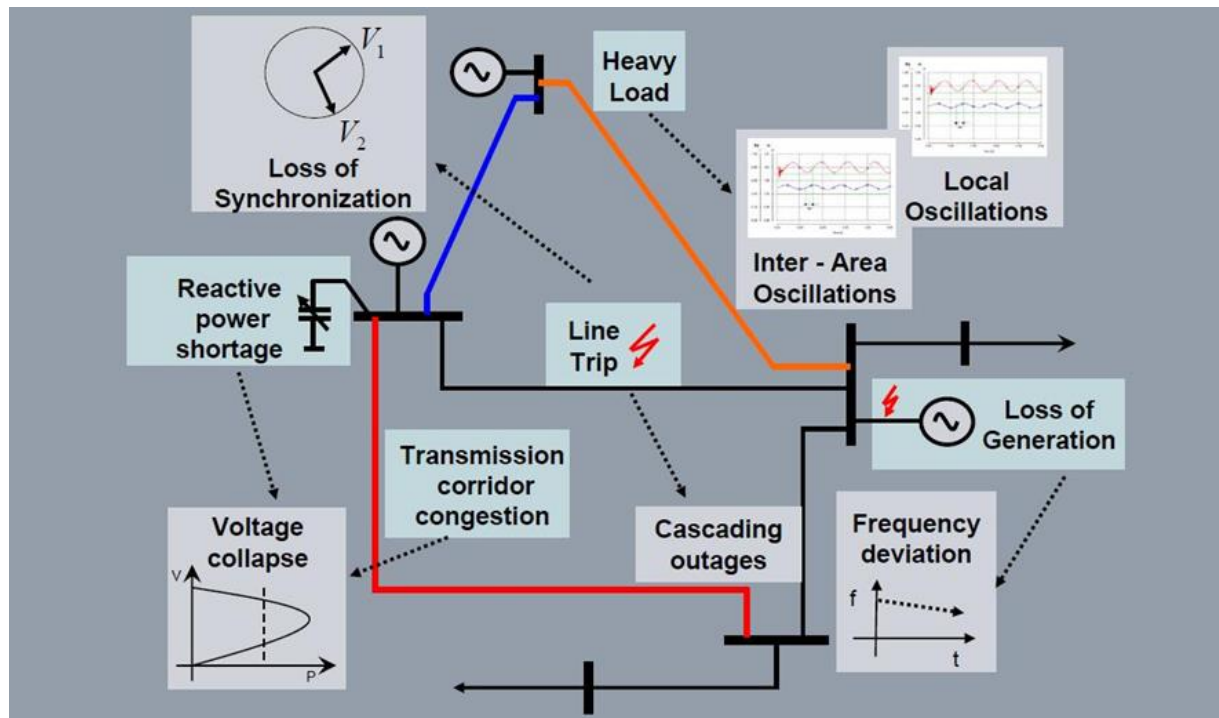 V1
V2
Loss of
Synchronization
Heavy
Load
Local
Oscillations
Inter - Area
Oscillations
Reactive
power
shortage
Line
Trip
Loss of
Generation
Transmission
corridor
congestion
Voltage
collapse
V
P
Cascading
outages
Frequency
deviation
f
t